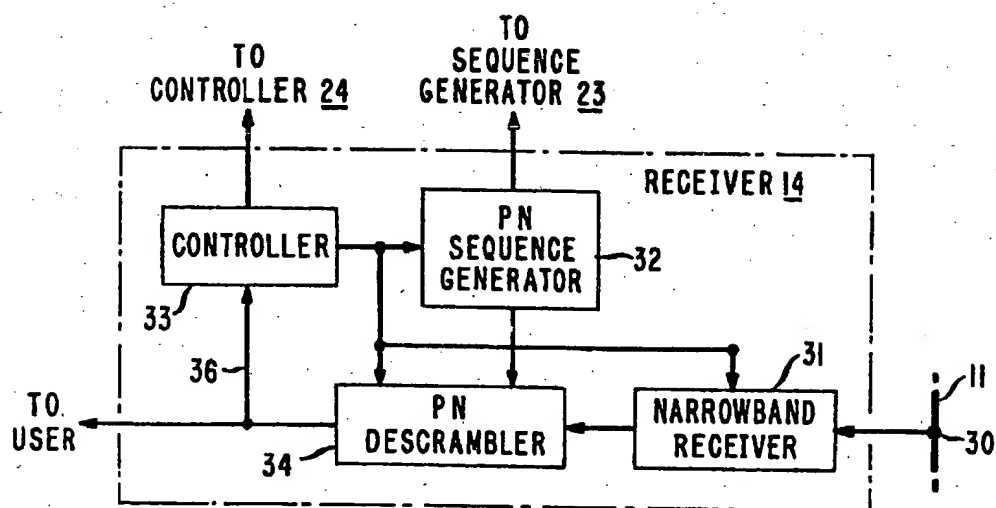 TO
CONTROLLER 24
TO
SEQUENCE
GENERATOR 23
RECEIVER 14
CONTROLLER
33
PN
SEQUENCE
GENERATOR
32
36
31
11
TO
USER
PN
DESCRAMBLER
34
NARROWBAND
RECEIVER
30